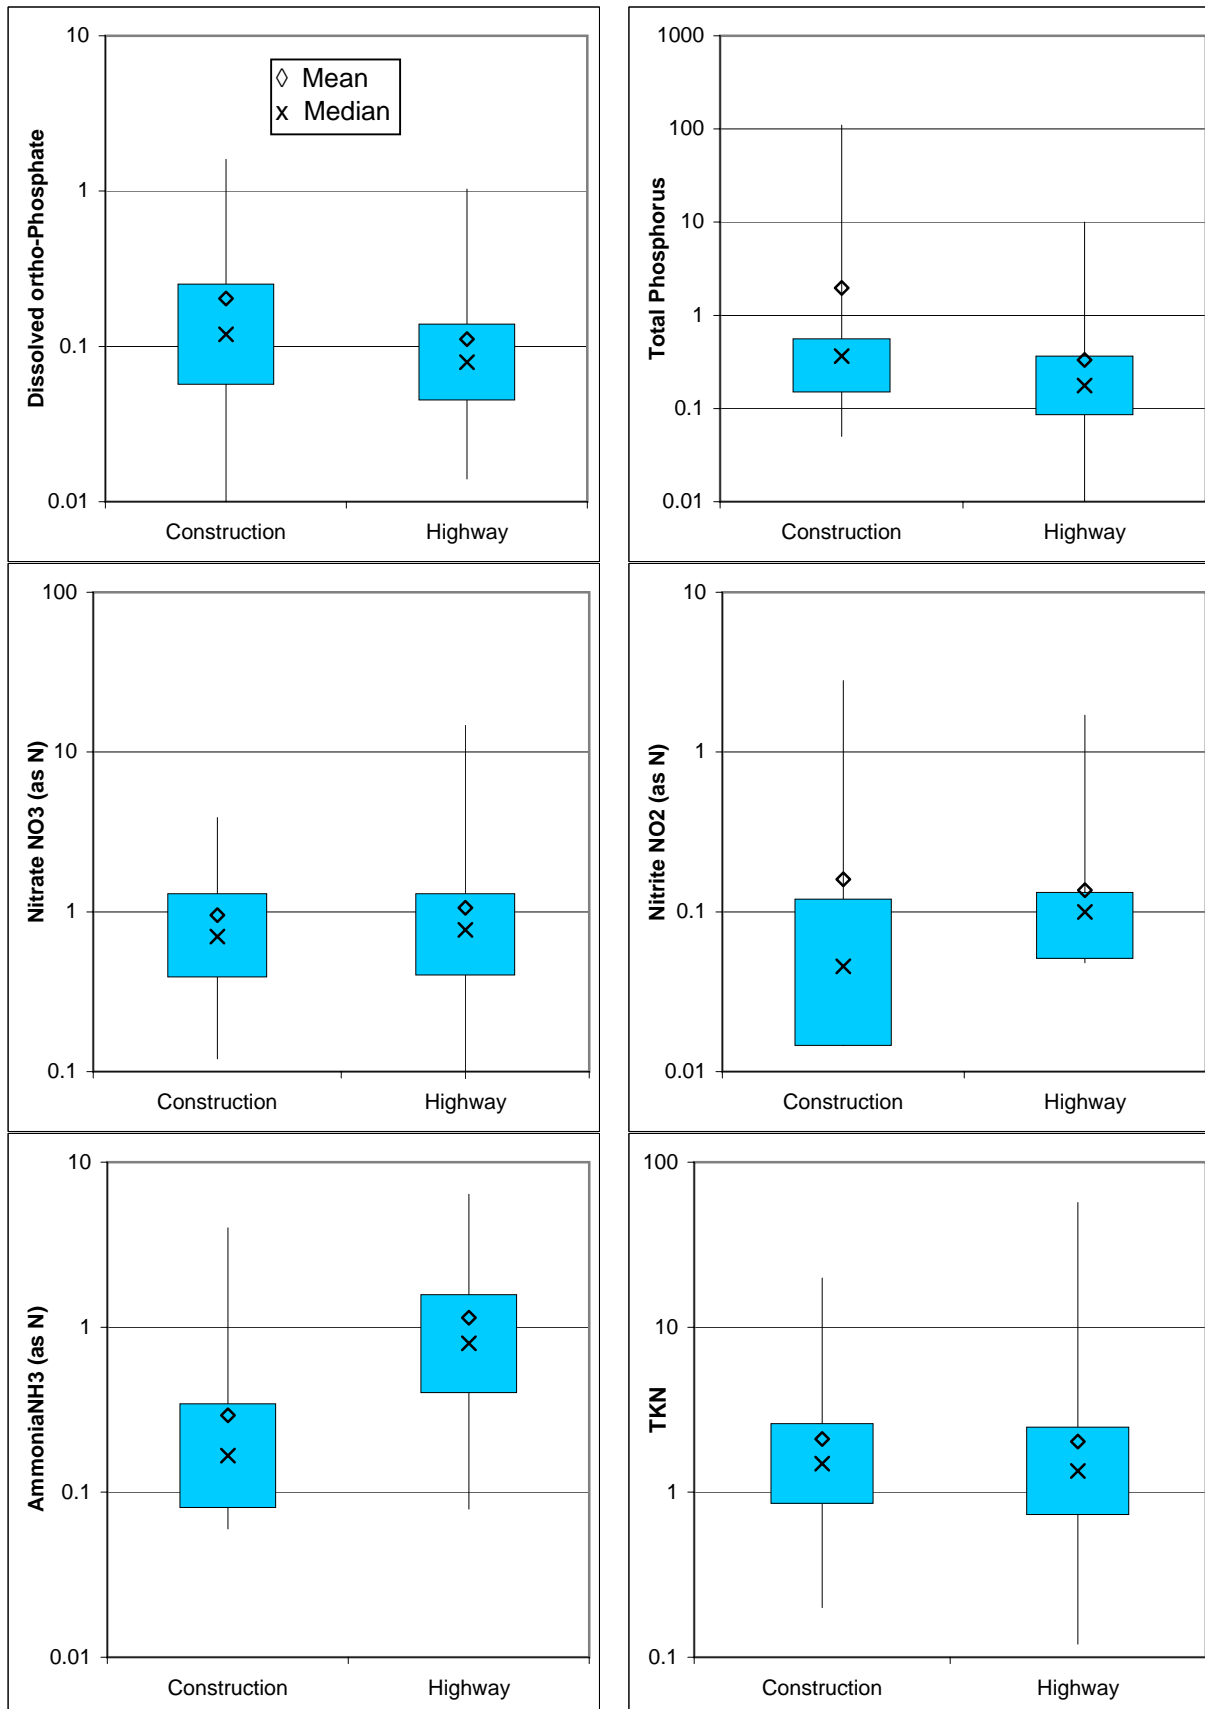 10
1
0.1
0.01
Dissolved ortho-Phosphate
◊ Mean
x Median
Construction Highway
1000
100
10
1
0.1
0.01
Total Phosphorus
Construction Highway
100
10
1
0.1
Nitrate NO3 (as N)
Construction Highway
10
1
0.1
0.01
Nitrite NO2 (as N)
Construction Highway
10
1
0.1
0.01
AmmoniaNH3 (as N)
Construction Highway
100
10
1
0.1
TKN
Construction Highway